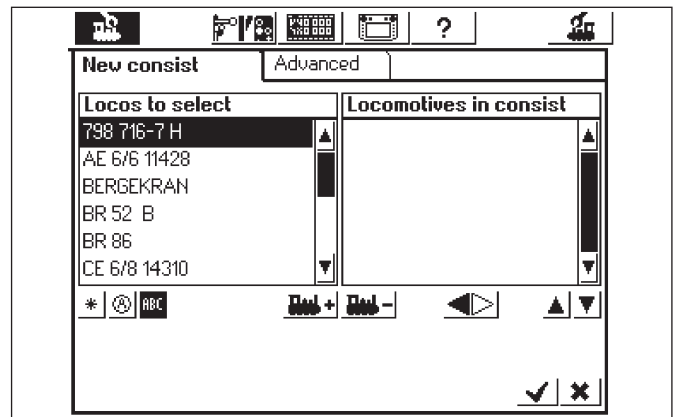 ?
New consist Advanced
Locos to select Locomotives in consist
798 716-7 H
AE 6/6 11428
BERGEKRAN
BR 52 B
BR 86
CE 6/8 14310
* A ABC + -